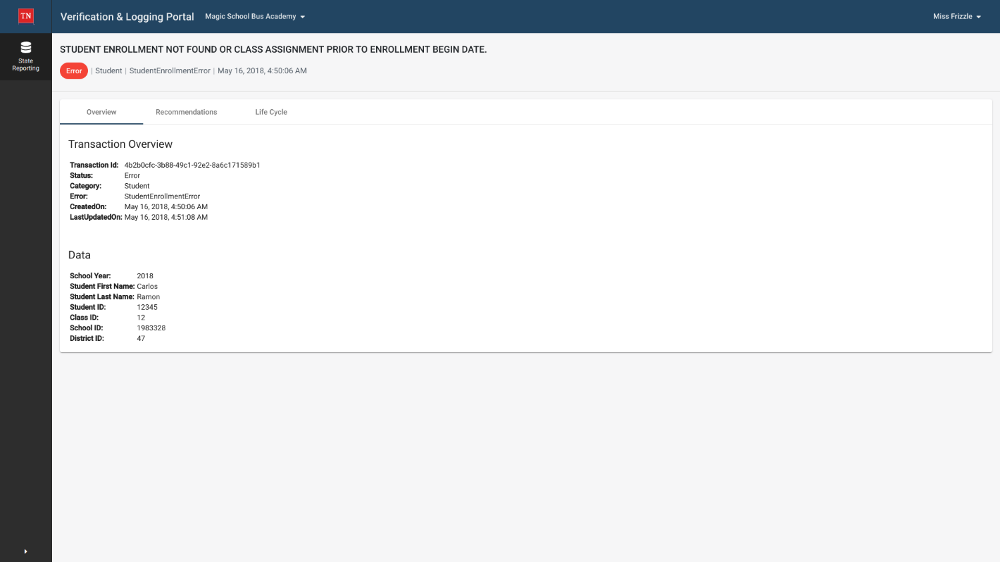 TN
Verification & Logging Portal Magic School Bus Academy Miss Frizzle
State
Reporting
STUDENT ENROLLMENT NOT FOUND OR CLASS ASSIGNMENT PRIOR TO ENROLLMENT BEGIN DATE.
Error | Student | StudentEnrollmentError | May 16, 2018, 4:50:06 AM
Overview Recommendations Life Cycle
Transaction Overview
Transaction Id: 4b2b0cfc-3b88-49c1-92e2-8a6c171589b1
Status: Error
Category: Student
Error: StudentEnrollmentError
CreatedOn: May 16, 2018, 4:50:06 AM
LastUpdatedOn: May 16, 2018, 4:51:08 AM
Data
School Year: 2018
Student First Name: Carlos
Student Last Name: Ramon
Student ID: 12345
Class ID: 12
School ID: 1983328
District ID: 47